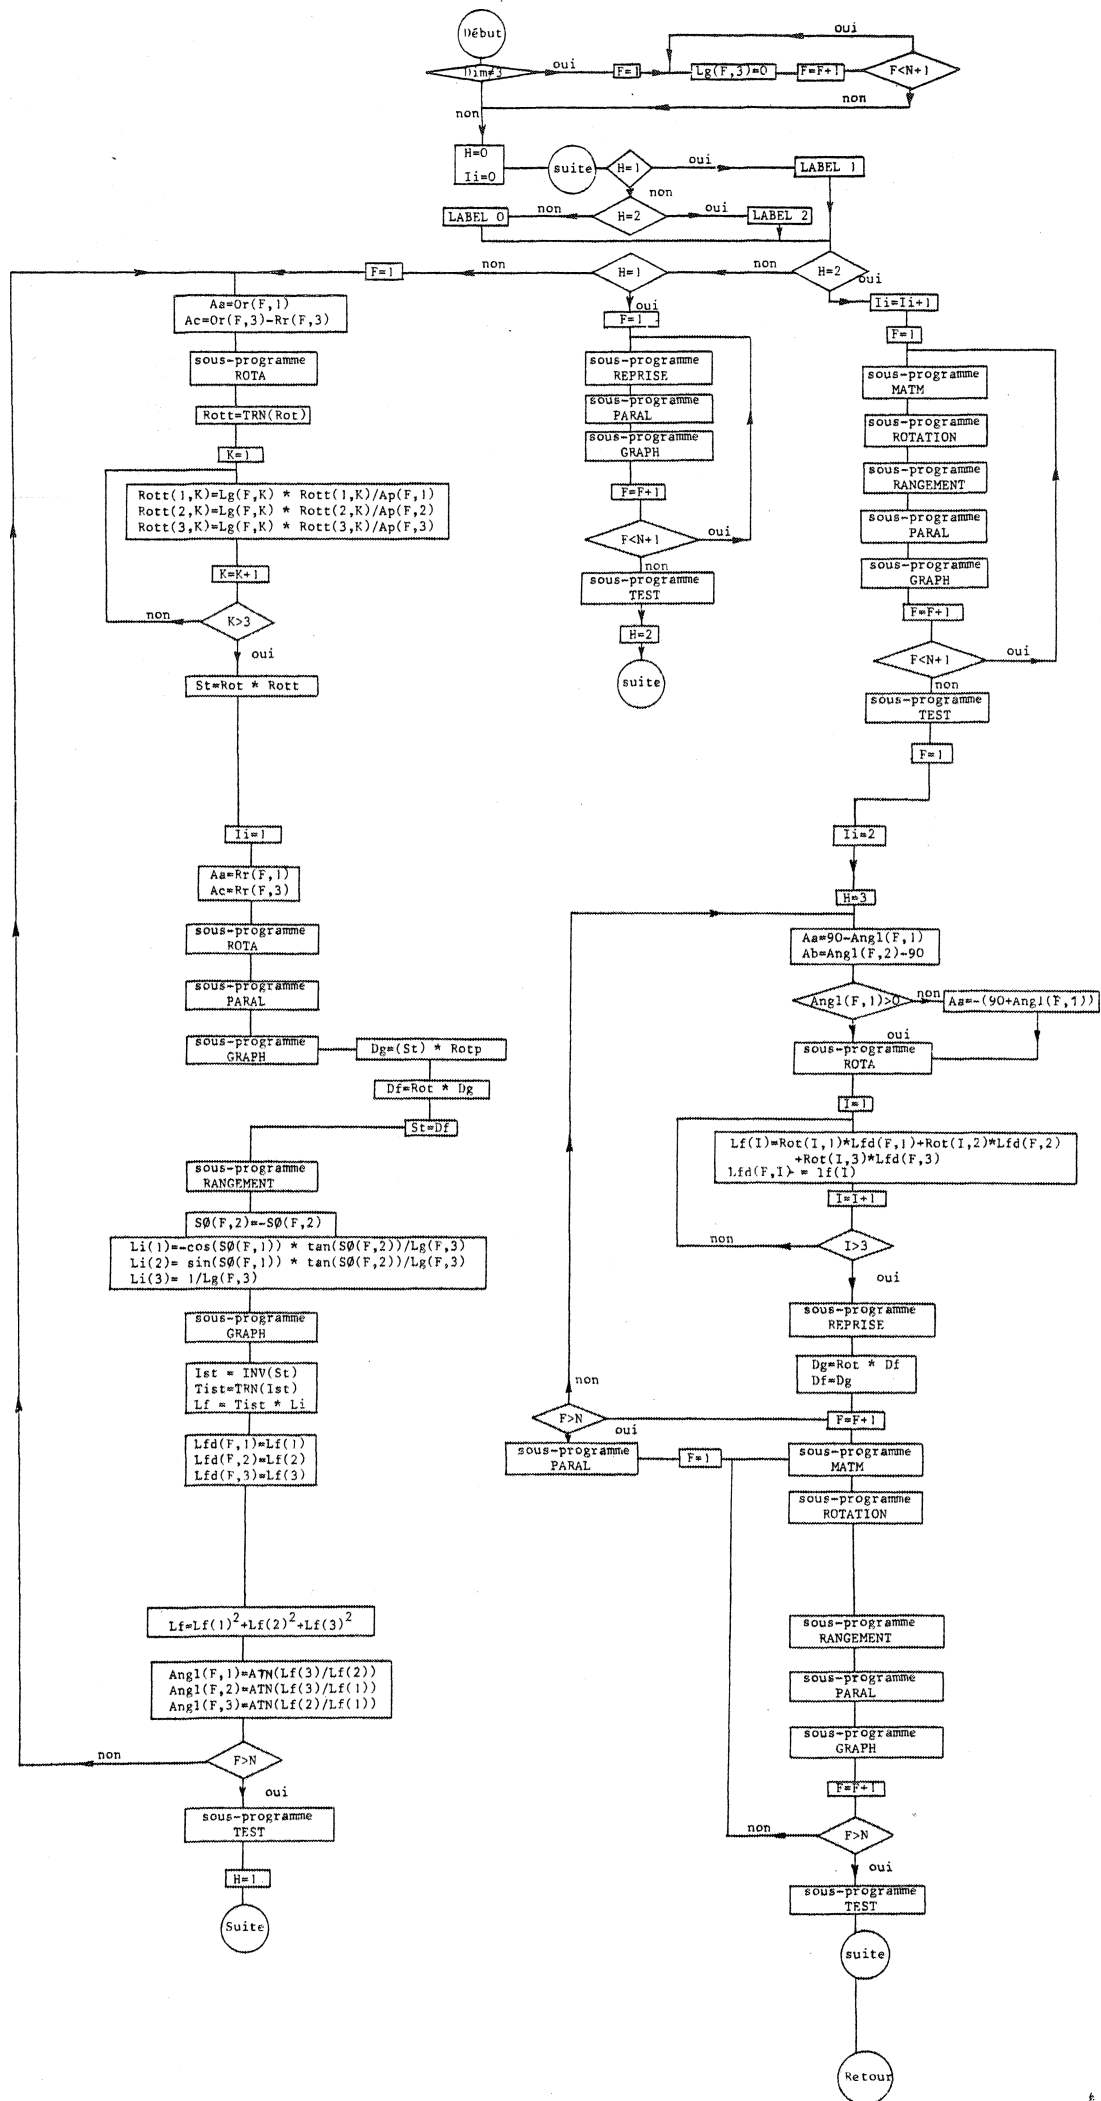 Début
Dim≠3
oui
F=1
Lg(F,3)=0
F=F+1
F<N+1
oui
non
non
H=0
Ii=0
suite
H=1
oui
LABEL 1
non
LABEL 0
non
H=2
oui
LABEL 2
F=1
non
H=1
non
H=2
oui
Aa=Or(F,1)
Ac=Or(F,3)-Rr(F,3)
sous-programme
ROTA
Rott=TRN(Rot)
K=1
Rott(1,K)=Lg(F,K) * Rott(1,K)/Ap(F,1)
Rott(2,K)=Lg(F,K) * Rott(2,K)/Ap(F,2)
Rott(3,K)=Lg(F,K) * Rott(3,K)/Ap(F,3)
K=K+1
non
K>3
oui
St=Rot * Rott
Ii=1
Aa=Rr(F,1)
Ac=Rr(F,3)
sous-programme
ROTA
sous-programme
PARAL
sous-programme
GRAPH
Dg=(St) * Rotp
Df=Rot * Dg
St=Df
sous-programme
RANGEMENT
SØ(F,2)=-SØ(F,2)
Li(1)=-cos(SØ(F,1)) * tan(SØ(F,2))/Lg(F,3)
Li(2)= sin(SØ(F,1)) * tan(SØ(F,2))/Lg(F,3)
Li(3)= 1/Lg(F,3)
sous-programme
GRAPH
Ist = INV(St)
Tist=TRN(Ist)
Lf = Tist * Li
Lfd(F,1)=Lf(1)
Lfd(F,2)=Lf(2)
Lfd(F,3)=Lf(3)
Lf=Lf(1)²+Lf(2)²+Lf(3)²
Angl(F,1)=ATN(Lf(3)/Lf(2))
Angl(F,2)=ATN(Lf(3)/Lf(1))
Angl(F,3)=ATN(Lf(2)/Lf(1))
non
F>N
oui
sous-programme
TEST
H=1
Suite
oui
F=1
sous-programme
REPRISE
sous-programme
PARAL
sous-programme
GRAPH
F=F+1
F<N+1
oui
non
sous-programme
TEST
H=2
suite
Ii=Ii+1
F=1
sous-programme
MATM
sous-programme
ROTATION
sous-programme
RANGEMENT
sous-programme
PARAL
sous-programme
GRAPH
F=F+1
F<N+1
oui
non
sous-programme
TEST
F=1
Ii=2
H=3
Aa=90-Angl(F,1)
Ab=Angl(F,2)-90
Angl(F,1)>0
non
Aa=-(90+Angl(F,1))
oui
sous-programme
ROTA
I=1
Lf(I)=Rot(I,1)*Lfd(F,1)+Rot(I,2)*Lfd(F,2)
+Rot(I,3)*Lfd(F,3)
Lfd(F,I) = lf(I)
I=I+1
non
I>3
oui
sous-programme
REPRISE
Dg=Rot * Df
Df=Dg
non
F>N
oui
F=F+1
sous-programme
PARAL
F=1
sous-programme
MATM
sous-programme
ROTATION
sous-programme
RANGEMENT
sous-programme
PARAL
sous-programme
GRAPH
F=F+1
non
F>N
oui
sous-programme
TEST
suite
Retour